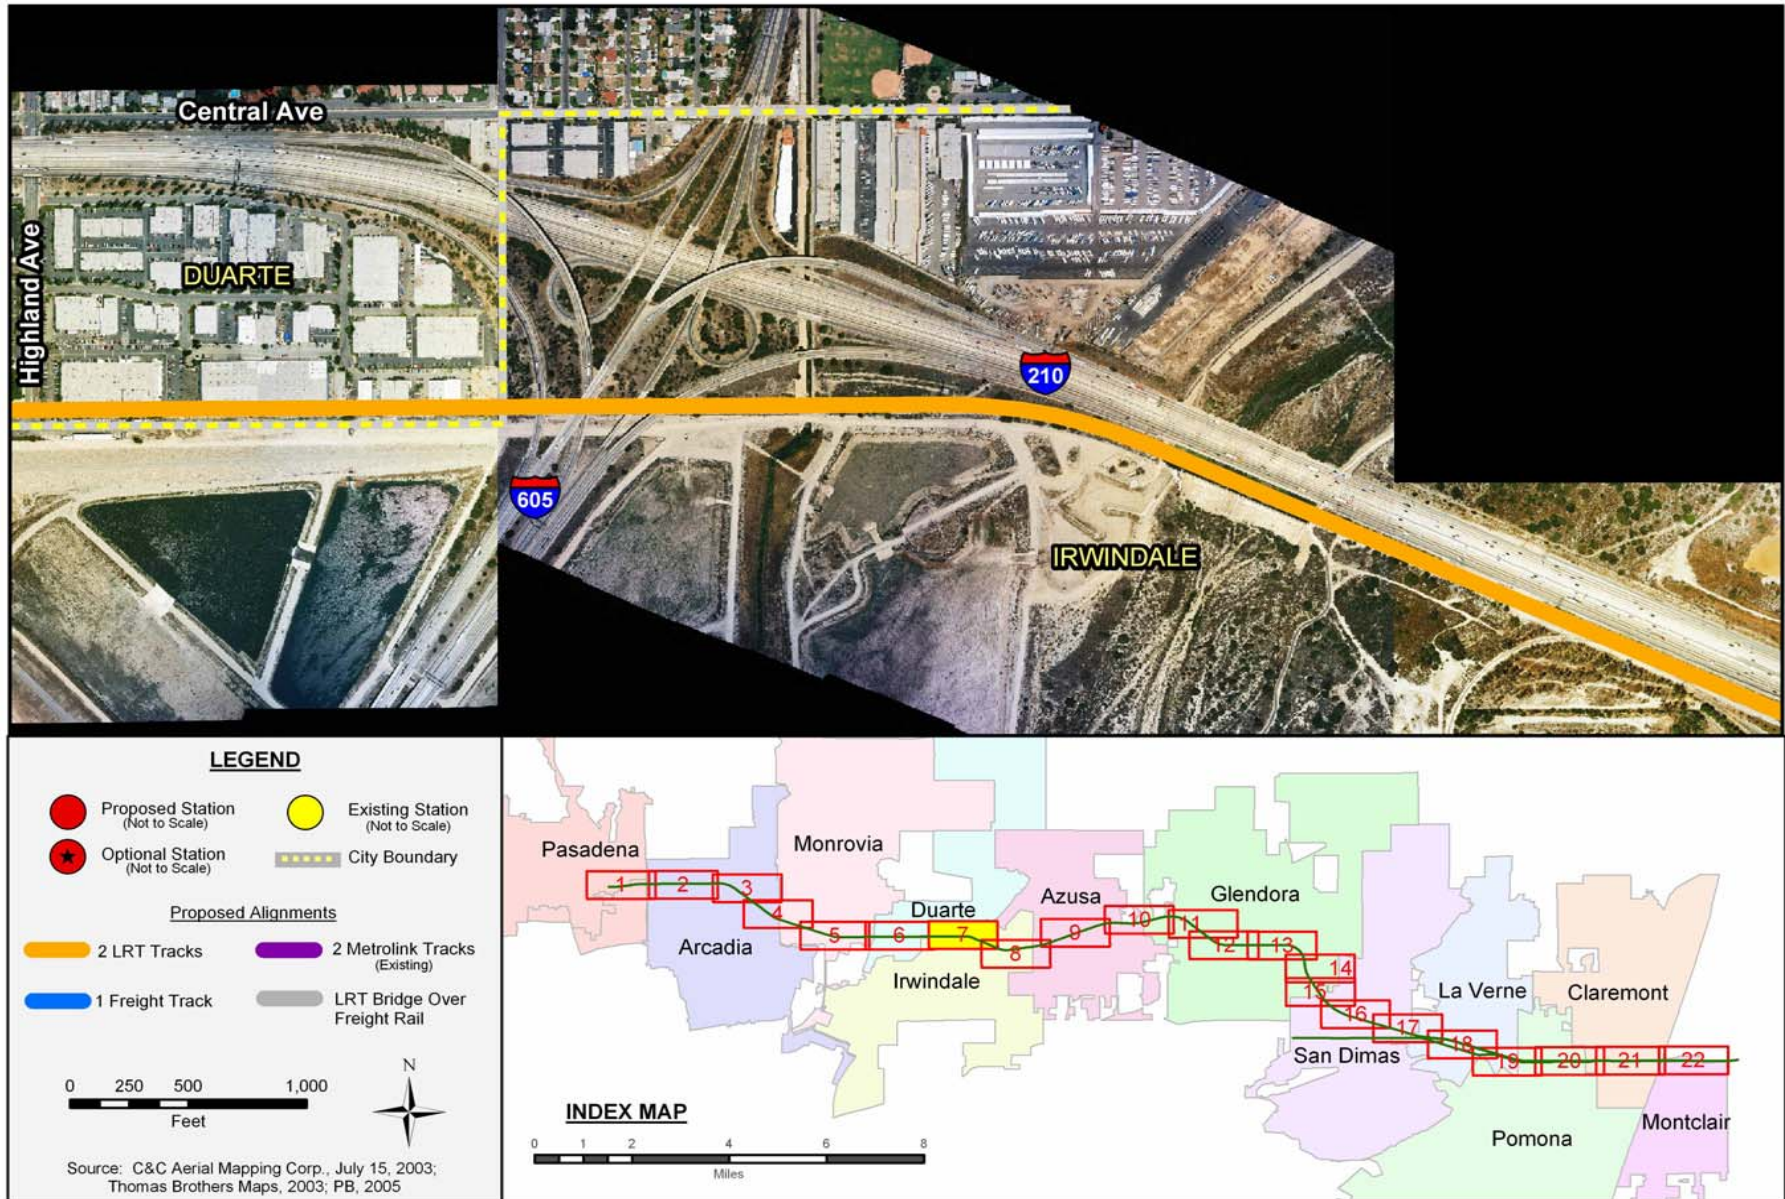 Central Ave
Highland Ave
DUARTE
210
605
IRWINDALE
LEGEND
Proposed Station
(Not to Scale)
Existing Station
(Not to Scale)
Optional Station
(Not to Scale)
City Boundary
Proposed Alignments
2 LRT Tracks
2 Metrolink Tracks
(Existing)
1 Freight Track
LRT Bridge Over
Freight Rail
N
0 250 500 1,000
Feet
Source: C&C Aerial Mapping Corp., July 15, 2003;
Thomas Brothers Maps, 2003; PB, 2005
Pasadena
Monrovia
Arcadia
Duarte
Irwindale
Azusa
Glendora
San Dimas
La Verne
Claremont
Pomona
Montclair
1
2
3
4
5
6
7
8
9
10
11
12
13
14
15
16
17
18
19
20
21
22
INDEX MAP
0 1 2 4 6 8
Miles